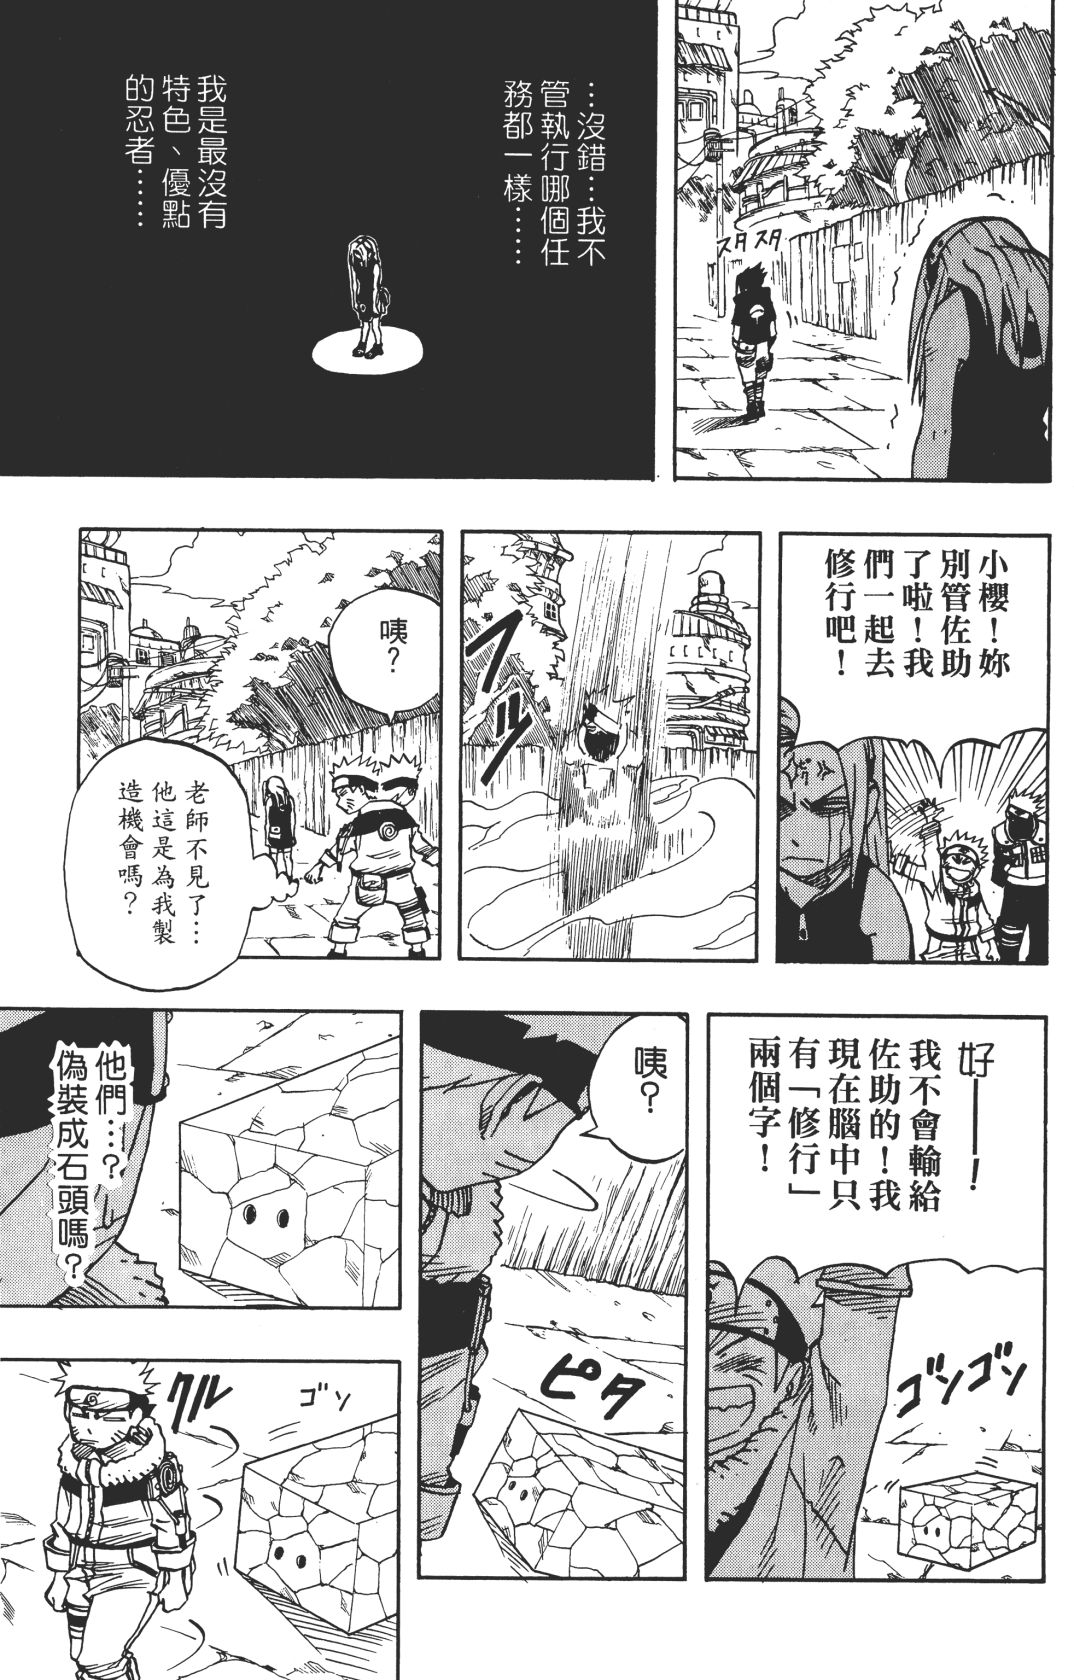 スタ スタ
…沒錯…我不
管執行哪個任
務都一樣……
我是最沒有
特色、優點
的忍者……
小櫻！妳
別管佐助
了啦！我
們一起去
修行吧！
フッ
咦？
老師不見了…
他這是為我製
造機會嗎？
好——！
我不會輸給
佐助的！我
現在腦中只
有「修行」
兩個字！
ゴソゴソ
咦？
ピタ
他們…？
偽裝成石頭嗎？
クル
ゴソ